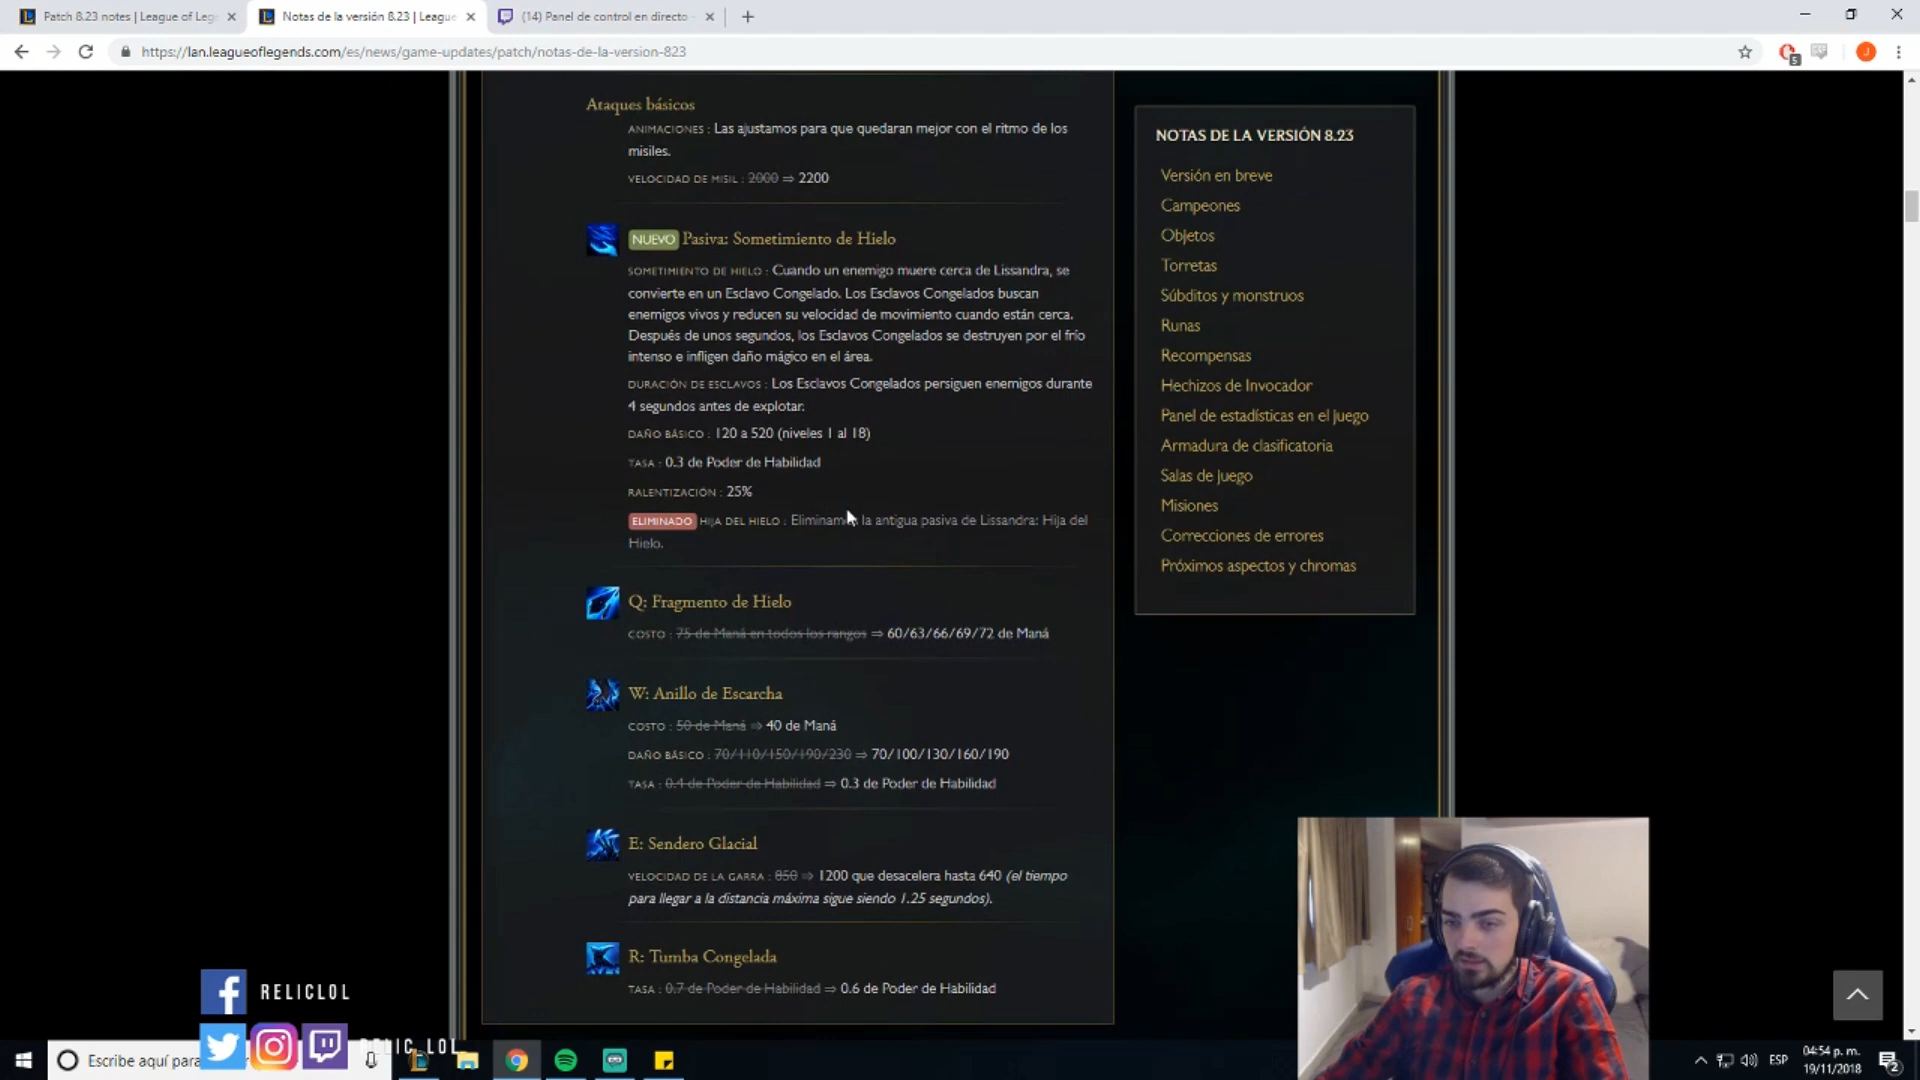 Patch 8.23 notes | League of Leg
Notas de la versión 8.23 | League
(14) Panel de control en directo
https://lan.leagueoflegends.com/es/news/game-updates/patch/notas-de-la-version-823
5
J
Ataques básicos
ANIMACIONES : Las ajustamos para que quedaran mejor con el ritmo de los
misiles.
VELOCIDAD DE MISIL : 2000 ⇒ 2200
NUEVO Pasiva: Sometimiento de Hielo
SOMETIMIENTO DE HIELO : Cuando un enemigo muere cerca de Lissandra, se
convierte en un Esclavo Congelado. Los Esclavos Congelados buscan
enemigos vivos y reducen su velocidad de movimiento cuando están cerca.
Después de unos segundos, los Esclavos Congelados se destruyen por el frío
intenso e infligen daño mágico en el área.
DURACIÓN DE ESCLAVOS : Los Esclavos Congelados persiguen enemigos durante
4 segundos antes de explotar.
DAÑO BÁSICO : 120 a 520 (niveles 1 al 18)
TASA : 0.3 de Poder de Habilidad
RALENTIZACIÓN : 25%
ELIMINADO HIJA DEL HIELO : la antigua pasiva de Lissandra: Hija del
Hielo.
Q: Fragmento de Hielo
COSTO : 75 de Maná en todos los rangos ⇒ 60/63/66/69/72 de Maná
W: Anillo de Escarcha
COSTO : 50 de Maná ⇒ 40 de Maná
DAÑO BÁSICO : 70/110/150/190/230 ⇒ 70/100/130/160/190
TASA : 0.4 de Poder de Habilidad ⇒ 0.3 de Poder de Habilidad
E: Sendero Glacial
VELOCIDAD DE LA GARRA : 850 ⇒ 1200 que desacelera hasta 640 (el tiempo
para llegar a la distancia máxima sigue siendo 1.25 segundos).
R: Tumba Congelada
TASA : 0.7 de Poder de Habilidad ⇒ 0.6 de Poder de Habilidad
NOTAS DE LA VERSIÓN 8.23
Versión en breve
Campeones
Objetos
Torretas
Súbditos y monstruos
Runas
Recompensas
Hechizos de Invocador
Panel de estadísticas en el juego
Armadura de clasificatoria
Salas de juego
Misiones
Correcciones de errores
Próximos aspectos y chromas
RELICLOL
RELIC_LOL
Escribe aquí para
ESP
04:54 p. m.
19/11/2018
2